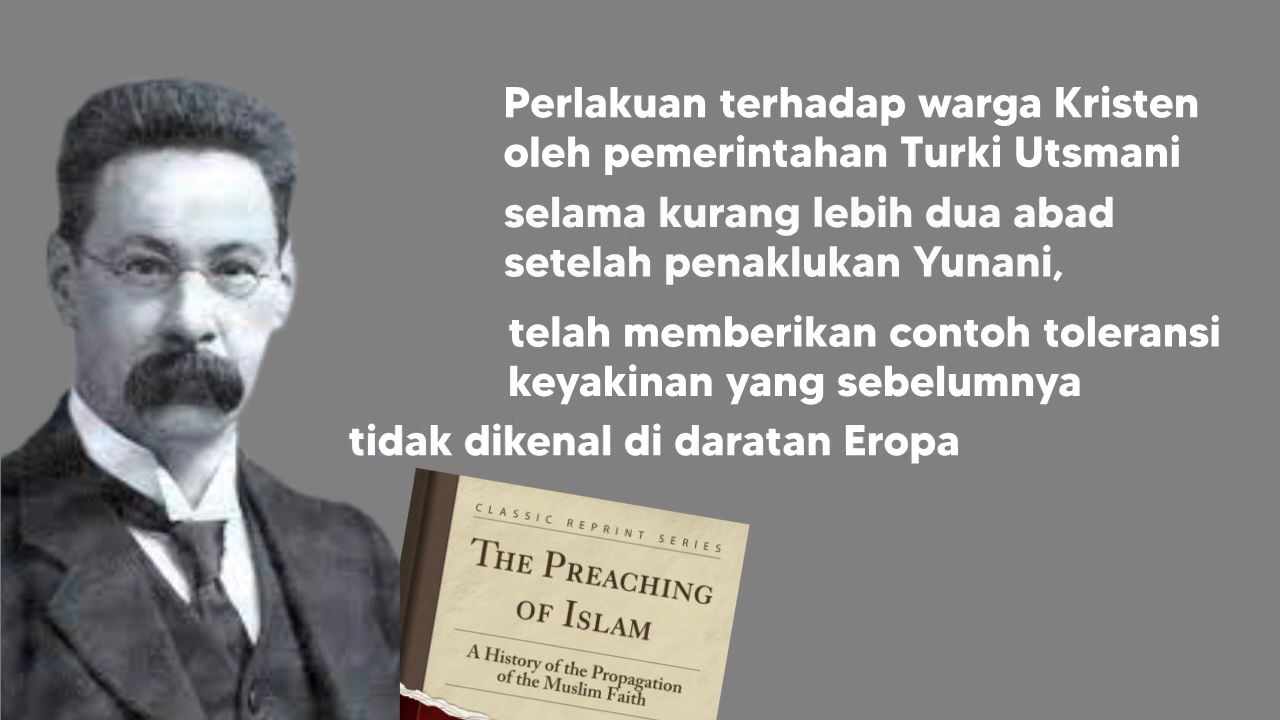 Perlakuan terhadap warga Kristen
oleh pemerintahan Turki Utsmani
selama kurang lebih dua abad
setelah penaklukan Yunani,
telah memberikan contoh toleransi
keyakinan yang sebelumnya
tidak dikenal di daratan Eropa
CLASSIC REPRINT SERIES
THE PREACHING
OF ISLAM
A History of the Propagation
of the Muslim Faith